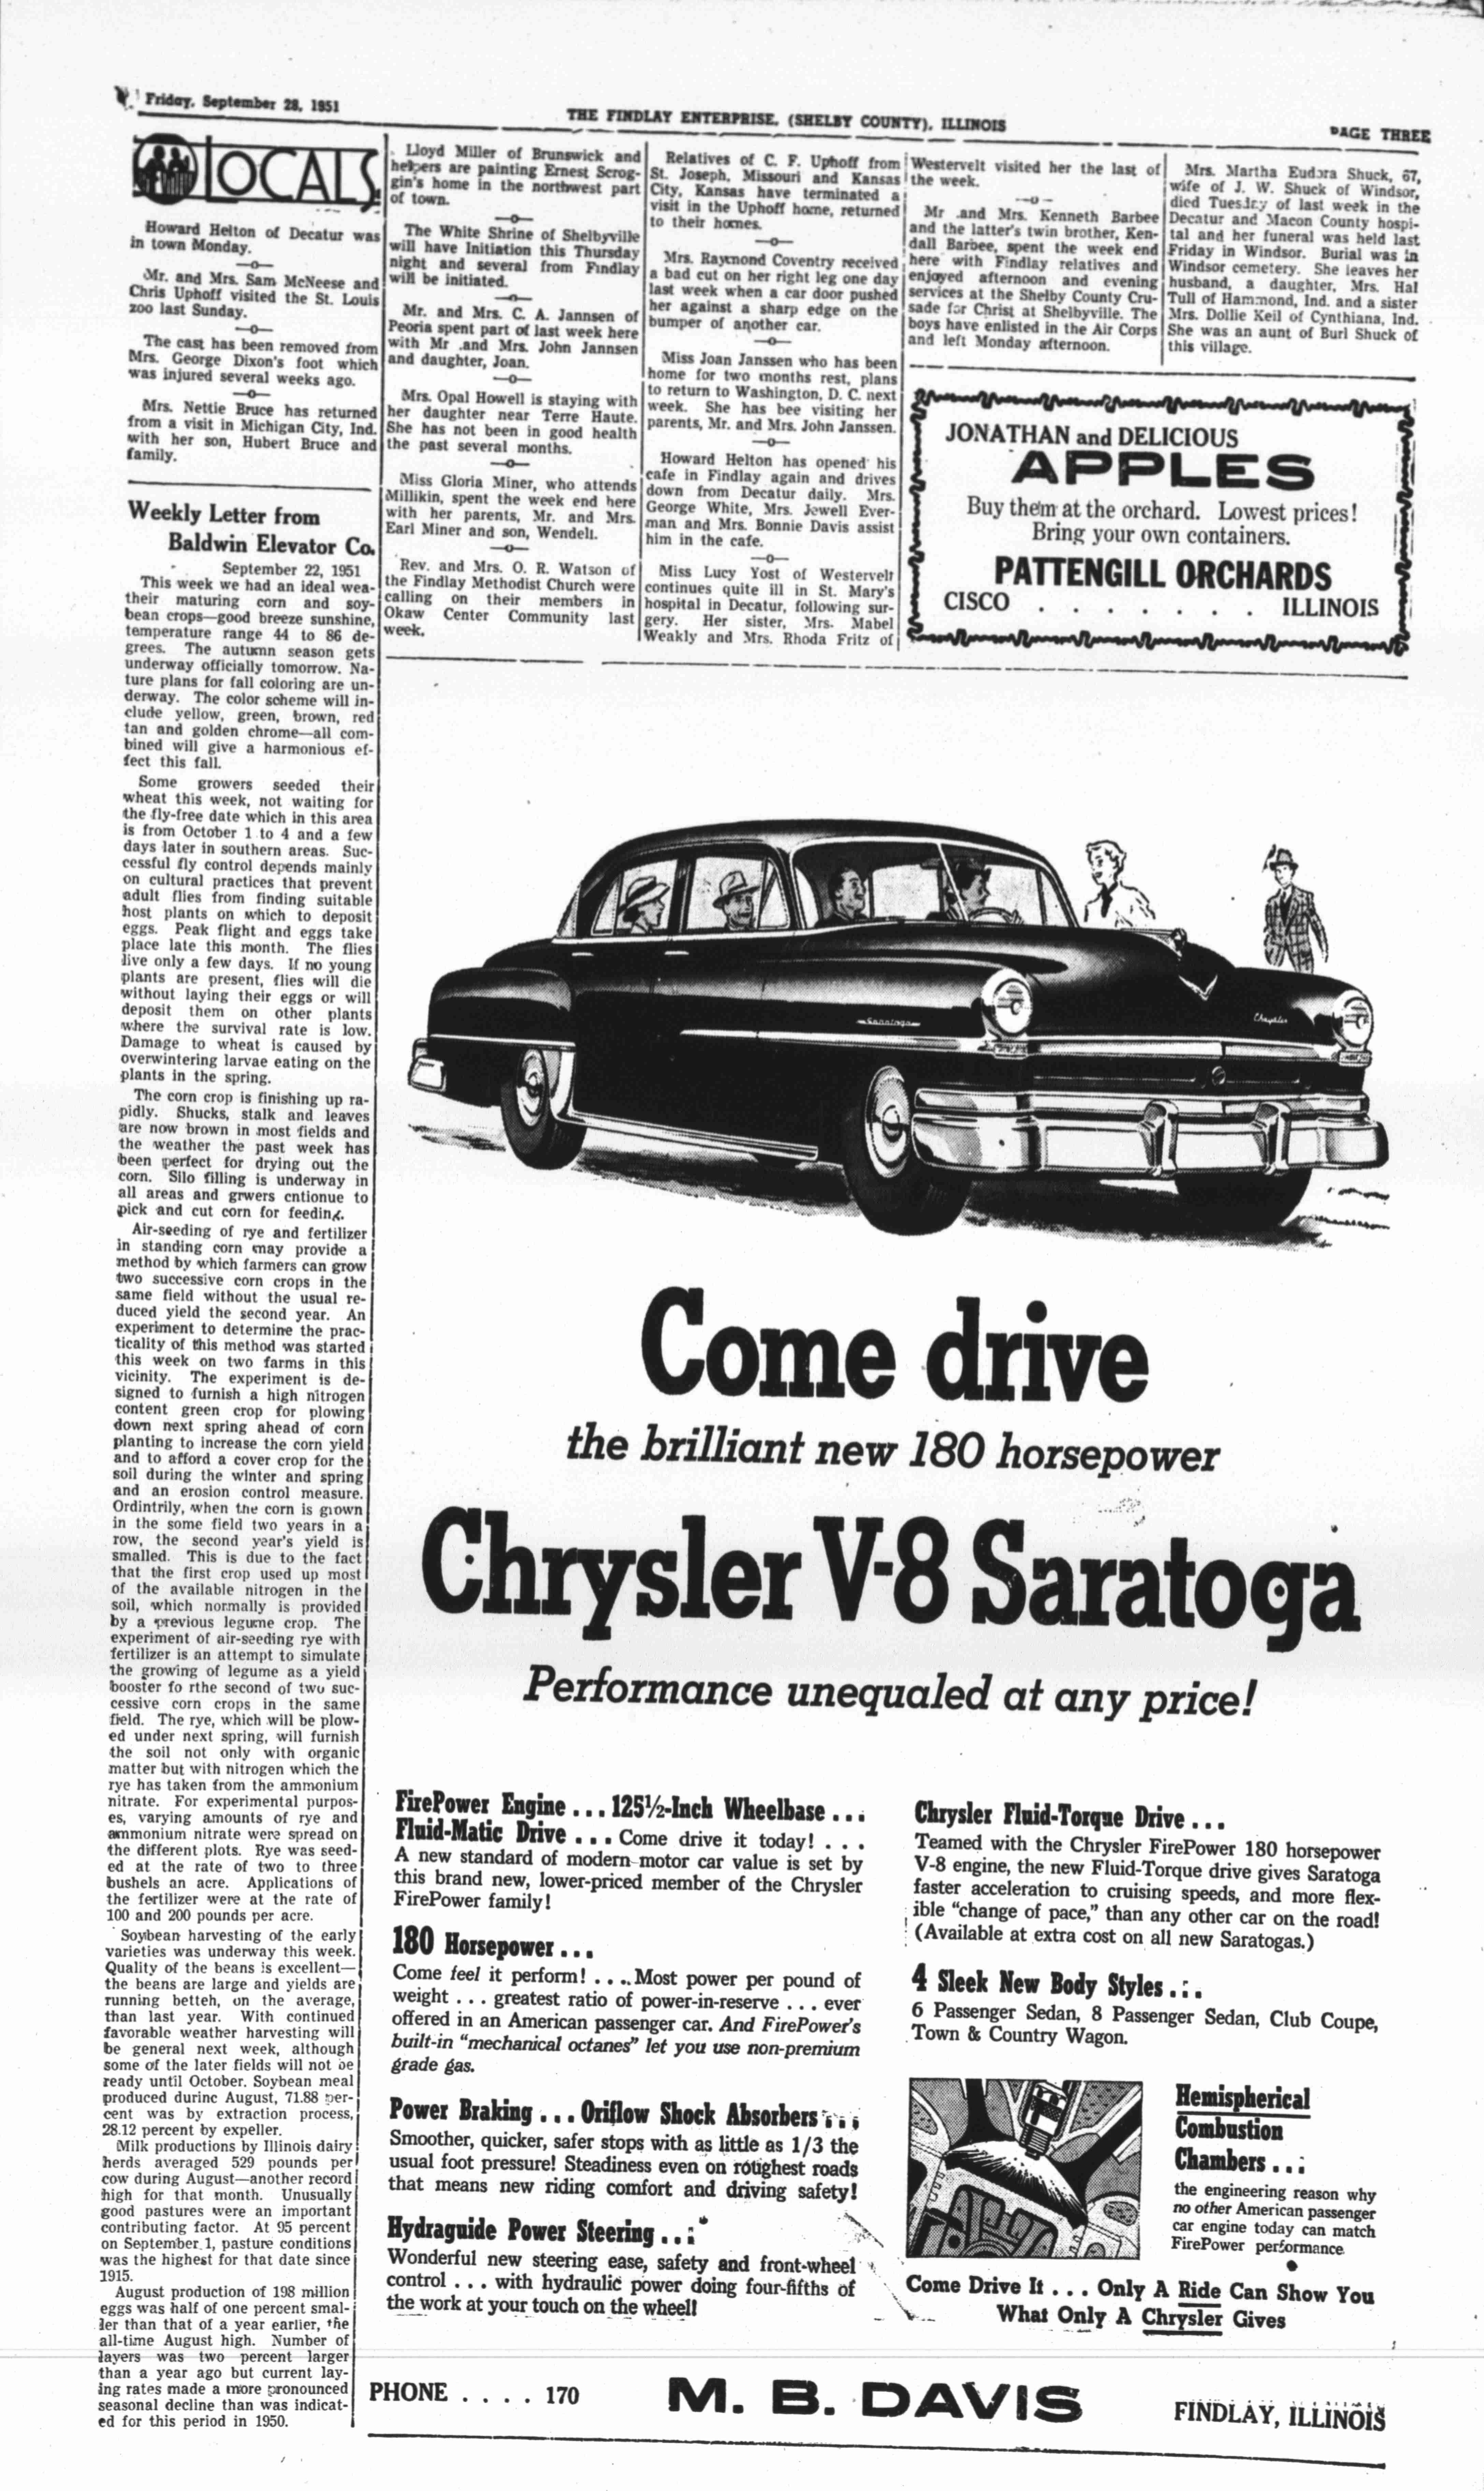 Friday, September 28, 1951
THE FINDLAY ENTERPRISE, (SHELBY COUNTY), ILLINOIS
PAGE THREE
LOCALS
Howard Helton of Decatur was
in town Monday.
—o—
Mr. and Mrs. Sam McNeese and
Chris Uphoff visited the St. Louis
zoo last Sunday.
—o—
The cast has been removed from
Mrs. George Dixon's foot which
was injured several weeks ago.
—o—
Mrs. Nettie Bruce has returned
from a visit in Michigan City, Ind.
with her son, Hubert Bruce and
family.
Weekly Letter from
Baldwin Elevator Co.
September 22, 1951
This week we had an ideal wea-
their maturing corn and soy-
bean crops—good breeze sunshine,
temperature range 44 to 86 de-
grees. The autumn season gets
underway officially tomorrow. Na-
ture plans for fall coloring are un-
derway. The color scheme will in-
clude yellow, green, brown, red
tan and golden chrome—all com-
bined will give a harmonious ef-
fect this fall.
Some growers seeded their
wheat this week, not waiting for
the fly-free date which in this area
is from October 1 to 4 and a few
days later in southern areas. Suc-
cessful fly control depends mainly
on cultural practices that prevent
adult flies from finding suitable
host plants on which to deposit
eggs. Peak flight and eggs take
place late this month. The flies
live only a few days. If no young
plants are present, flies will die
without laying their eggs or will
deposit them on other plants
where the survival rate is low.
Damage to wheat is caused by
overwintering larvae eating on the
plants in the spring.
The corn crop is finishing up ra-
pidly. Shucks, stalk and leaves
are now brown in most fields and
the weather the past week has
been perfect for drying out the
corn. Silo filling is underway in
all areas and grwers cntionue to
pick and cut corn for feeding.
Air-seeding of rye and fertilizer
in standing corn may provide a
method by which farmers can grow
two successive corn crops in the
same field without the usual re-
duced yield the second year. An
experiment to determine the prac-
ticality of this method was started
this week on two farms in this
vicinity. The experiment is de-
signed to furnish a high nitrogen
content green crop for plowing
down next spring ahead of corn
planting to increase the corn yield
and to afford a cover crop for the
soil during the winter and spring
and an erosion control measure.
Ordintrily, when the corn is grown
in the some field two years in a
row, the second year's yield is
smalled. This is due to the fact
that the first crop used up most
of the available nitrogen in the
soil, which normally is provided
by a previous legume crop. The
experiment of air-seeding rye with
fertilizer is an attempt to simulate
the growing of legume as a yield
booster fo rthe second of two suc-
cessive corn crops in the same
field. The rye, which will be plow-
ed under next spring, will furnish
the soil not only with organic
matter but with nitrogen which the
rye has taken from the ammonium
nitrate. For experimental purpos-
es, varying amounts of rye and
ammonium nitrate were spread on
the different plots. Rye was seed-
ed at the rate of two to three
bushels an acre. Applications of
the fertilizer were at the rate of
100 and 200 pounds per acre.
Soybean harvesting of the early
varieties was underway this week.
Quality of the beans is excellent—
the beans are large and yields are
running betteh, on the average,
than last year. With continued
favorable weather harvesting will
be general next week, although
some of the later fields will not be
ready until October. Soybean meal
produced durinc August, 71.88 per-
cent was by extraction process,
28.12 percent by expeller.
Milk productions by Illinois dairy
herds averaged 529 pounds per
cow during August—another record
high for that month. Unusually
good pastures were an important
contributing factor. At 95 percent
on September 1, pasture conditions
was the highest for that date since
1915.
August production of 198 million
eggs was half of one percent smal-
ler than that of a year earlier, the
all-time August high. Number of
layers was two percent larger
than a year ago but current lay-
ing rates made a more pronounced
seasonal decline than was indicat-
ed for this period in 1950.
Lloyd Miller of Brunswick and
helpers are painting Ernest Scrog-
gin's home in the northwest part
of town.
—o—
The White Shrine of Shelbyville
will have Initiation this Thursday
night and several from Findlay
will be initiated.
—o—
Mr. and Mrs. C. A. Jannsen of
Peoria spent part of last week here
with Mr .and Mrs. John Jannsen
and daughter, Joan.
—o—
Mrs. Opal Howell is staying with
her daughter near Terre Haute.
She has not been in good health
the past several months.
—o—
Miss Gloria Miner, who attends
Millikin, spent the week end here
with her parents, Mr. and Mrs.
Earl Miner and son, Wendell.
—o—
Rev. and Mrs. O. R. Watson of
the Findlay Methodist Church were
calling on their members in
Okaw Center Community last
week.
Relatives of C. F. Uphoff from
St. Joseph, Missouri and Kansas
City, Kansas have terminated a
visit in the Uphoff home, returned
to their homes.
—o—
Mrs. Raymond Coventry received
a bad cut on her right leg one day
last week when a car door pushed
her against a sharp edge on the
bumper of another car.
—o—
Miss Joan Janssen who has been
home for two months rest, plans
to return to Washington, D. C. next
week. She has bee visiting her
parents, Mr. and Mrs. John Janssen.
—o—
Howard Helton has opened his
cafe in Findlay again and drives
down from Decatur daily. Mrs.
George White, Mrs. Jewell Ever-
man and Mrs. Bonnie Davis assist
him in the cafe.
—o—
Miss Lucy Yost of Westervelt
continues quite ill in St. Mary's
hospital in Decatur, following sur-
gery. Her sister, Mrs. Mabel
Weakly and Mrs. Rhoda Fritz of
Westervelt visited her the last of
the week.
—o—
Mr .and Mrs. Kenneth Barbee
and the latter's twin brother, Ken-
dall Barbee, spent the week end
here with Findlay relatives and
enjoyed afternoon and evening
services at the Shelby County Cru-
sade for Christ at Shelbyville. The
boys have enlisted in the Air Corps
and left Monday afternoon.
Mrs. Martha Eudora Shuck, 67,
wife of J. W. Shuck of Windsor,
died Tuesday of last week in the
Decatur and Macon County hospi-
tal and her funeral was held last
Friday in Windsor. Burial was in
Windsor cemetery. She leaves her
husband, a daughter, Mrs. Hal
Tull of Hammond, Ind. and a sister
Mrs. Dollie Keil of Cynthiana, Ind.
She was an aunt of Burl Shuck of
this village.
JONATHAN and DELICIOUS
APPLES
Buy them at the orchard. Lowest prices!
Bring your own containers.
PATTENGILL ORCHARDS
CISCO . . . . . . . ILLINOIS
Saratoga
Chrysler
Come drive
the brilliant new 180 horsepower
Chrysler V-8 Saratoga
Performance unequaled at any price!
FirePower Engine . . . 125½-Inch Wheelbase . . .
Fluid-Matic Drive . . . Come drive it today! . . .
A new standard of modern motor car value is set by
this brand new, lower-priced member of the Chrysler
FirePower family!
180 Horsepower . . .
Come feel it perform! . . . Most power per pound of
weight . . . greatest ratio of power-in-reserve . . . ever
offered in an American passenger car. And FirePower's
built-in "mechanical octanes" let you use non-premium
grade gas.
Power Braking . . . Oriflow Shock Absorbers . . .
Smoother, quicker, safer stops with as little as 1/3 the
usual foot pressure! Steadiness even on roughest roads
that means new riding comfort and driving safety!
Hydraguide Power Steering . . .
Wonderful new steering ease, safety and front-wheel
control . . . with hydraulic power doing four-fifths of
the work at your touch on the wheel!
Chrysler Fluid-Torque Drive . . .
Teamed with the Chrysler FirePower 180 horsepower
V-8 engine, the new Fluid-Torque drive gives Saratoga
faster acceleration to cruising speeds, and more flex-
ible "change of pace," than any other car on the road!
(Available at extra cost on all new Saratogas.)
4 Sleek New Body Styles . . .
6 Passenger Sedan, 8 Passenger Sedan, Club Coupe,
Town & Country Wagon.
Hemispherical
Combustion
Chambers . . .
the engineering reason why
no other American passenger
car engine today can match
FirePower performance
Come Drive It . . . Only A Ride Can Show You
What Only A Chrysler Gives
PHONE . . . . 170
M. B. DAVIS
FINDLAY, ILLINOIS